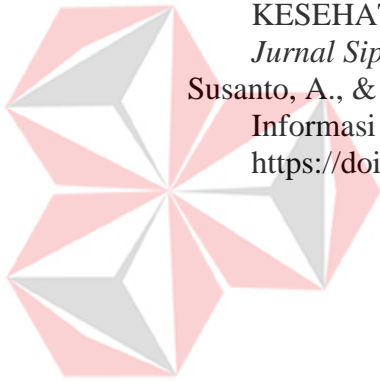 KESEHAT
Jurnal Sip
Susanto, A., &
Informasi
https://doi